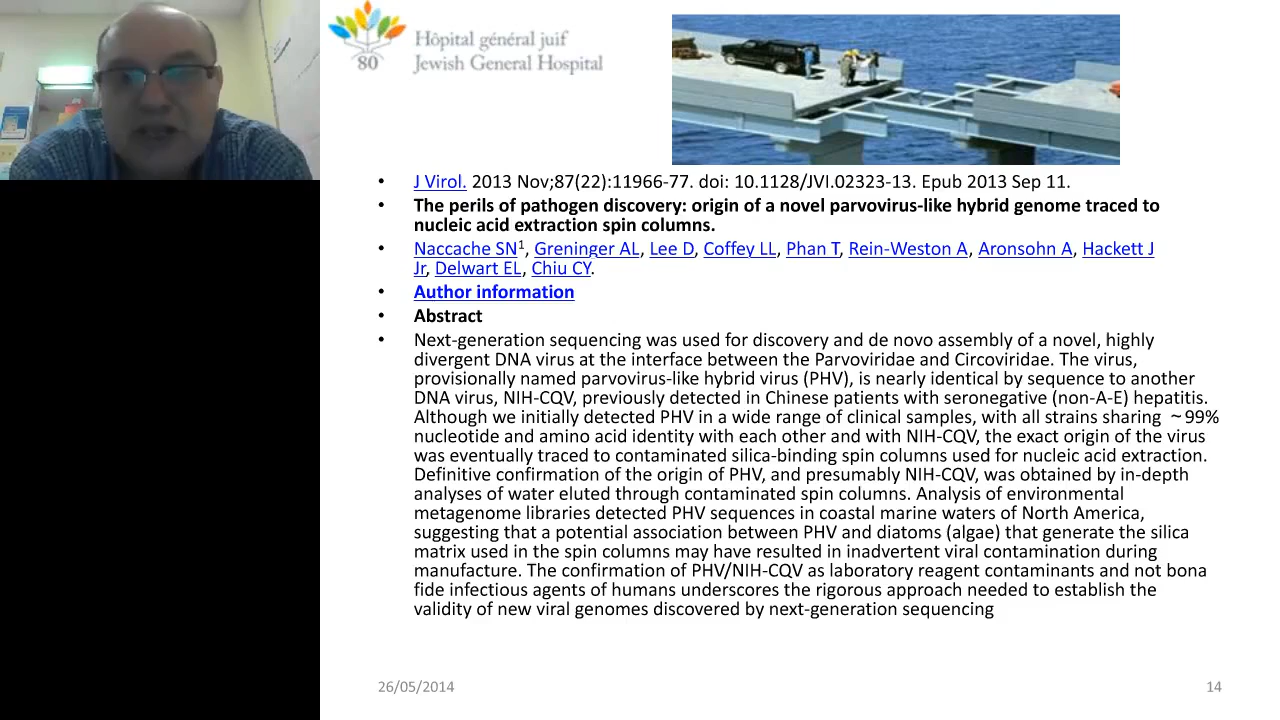 Hôpital général juif
80 Jewish General Hospital
• J Virol. 2013 Nov;87(22):11966-77. doi: 10.1128/JVI.02323-13. Epub 2013 Sep 11.
• The perils of pathogen discovery: origin of a novel parvovirus-like hybrid genome traced to
nucleic acid extraction spin columns.
• Naccache SN1, Greninger AL, Lee D, Coffey LL, Phan T, Rein-Weston A, Aronsohn A, Hackett J
Jr, Delwart EL, Chiu CY.
• Author information
• Abstract
• Next-generation sequencing was used for discovery and de novo assembly of a novel, highly
divergent DNA virus at the interface between the Parvoviridae and Circoviridae. The virus,
provisionally named parvovirus-like hybrid virus (PHV), is nearly identical by sequence to another
DNA virus, NIH-CQV, previously detected in Chinese patients with seronegative (non-A-E) hepatitis.
Although we initially detected PHV in a wide range of clinical samples, with all strains sharing ~99%
nucleotide and amino acid identity with each other and with NIH-CQV, the exact origin of the virus
was eventually traced to contaminated silica-binding spin columns used for nucleic acid extraction.
Definitive confirmation of the origin of PHV, and presumably NIH-CQV, was obtained by in-depth
analyses of water eluted through contaminated spin columns. Analysis of environmental
metagenome libraries detected PHV sequences in coastal marine waters of North America,
suggesting that a potential association between PHV and diatoms (algae) that generate the silica
matrix used in the spin columns may have resulted in inadvertent viral contamination during
manufacture. The confirmation of PHV/NIH-CQV as laboratory reagent contaminants and not bona
fide infectious agents of humans underscores the rigorous approach needed to establish the
validity of new viral genomes discovered by next-generation sequencing
26/05/2014
14